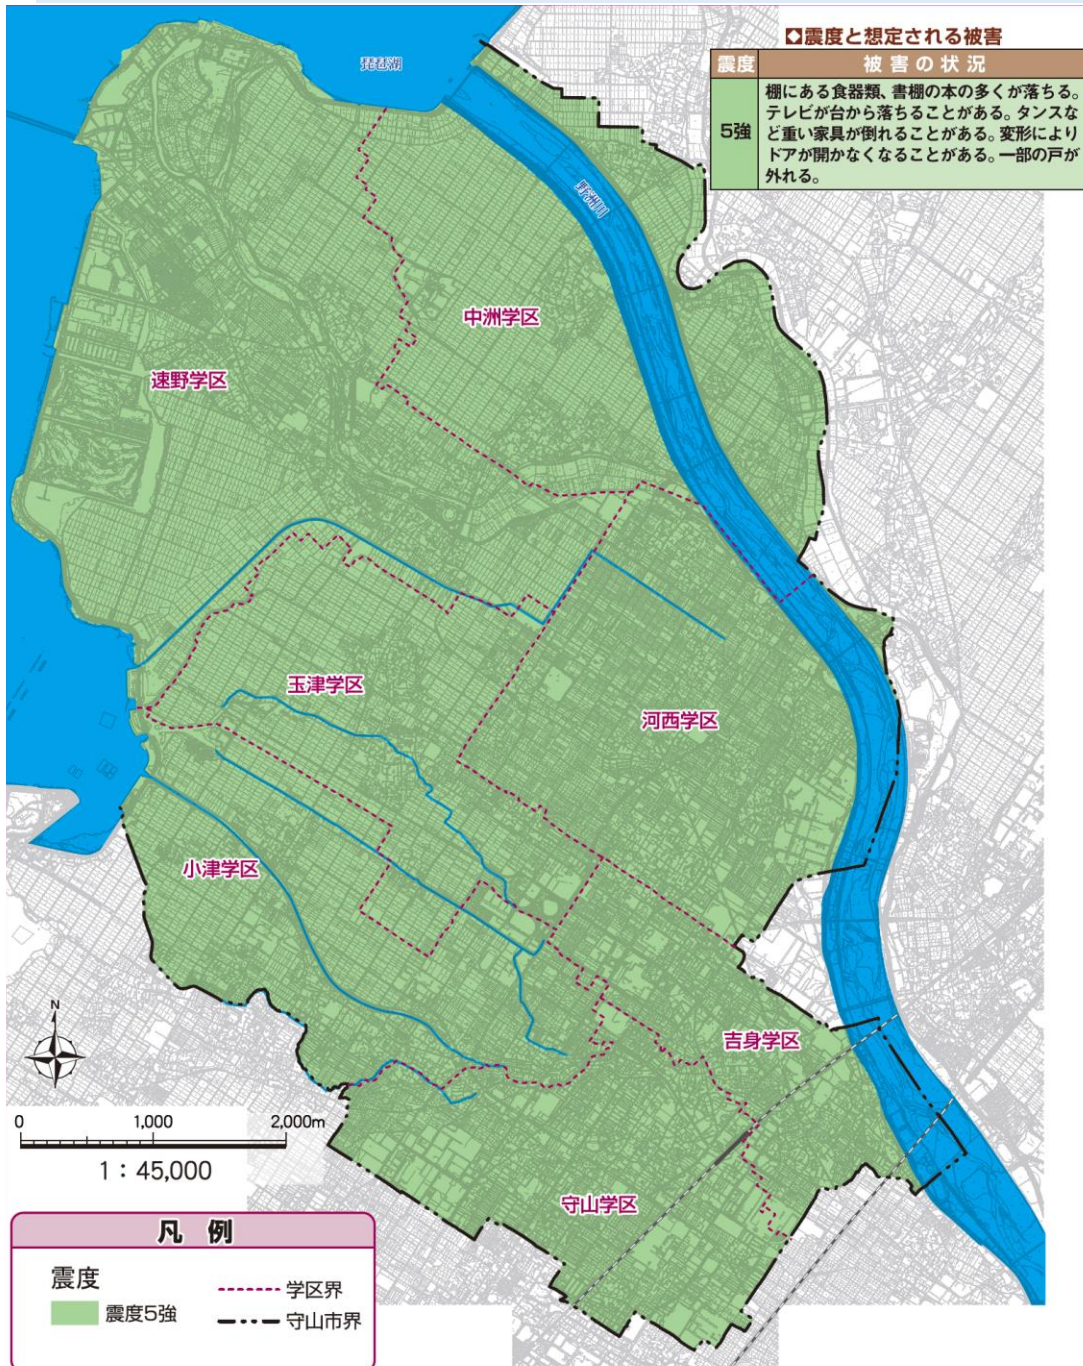 ◘震度と想定される被害
震度 被害の状況
5強
棚にある食器類、書棚の本の多くが落ちる。
テレビが台から落ちることがある。タンスな
ど重い家具が倒れることがある。変形により
ドアが開かなくなることがある。一部の戸が
外れる。
琵琶湖
野洲川
中洲学区
速野学区
玉津学区
河西学区
小津学区
吉身学区
守山学区
N
0 1,000 2,000m
1：45,000
凡例
震度
震度5強
学区界
守山市界